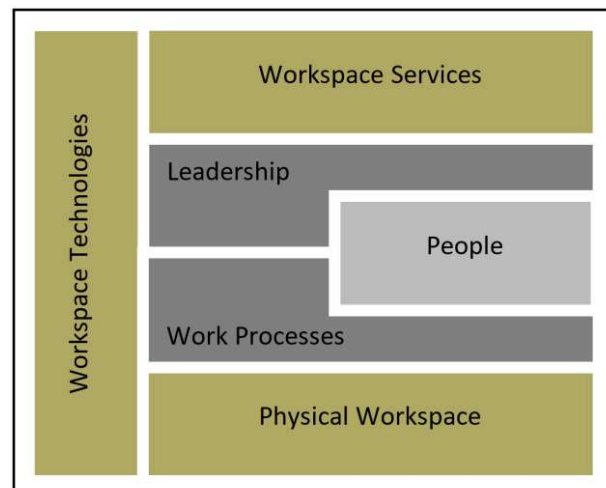 Workspace Technologies
Workspace Services
Leadership
People
Work Processes
Physical Workspace